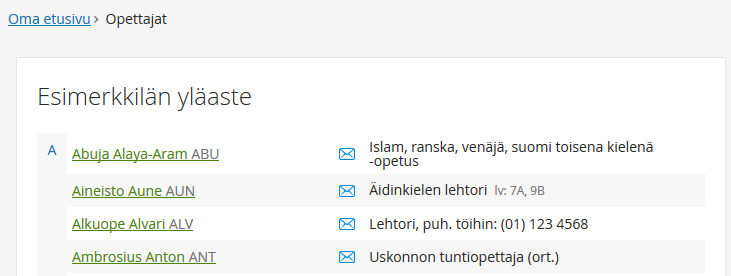 Oma etusivu › Opettajat
Esimerkkilän yläaste
A
Abuja Alaya-Aram ABU Islam, ranska, venäjä, suomi toisena kielenä
-opetus
Aineisto Aune AUN Äidinkielen lehtori lv: 7A, 9B
Alkuope Alvari ALV Lehtori, puh. töihin: (01) 123 4568
Ambrosius Anton ANT Uskonnon tuntiopettaja (ort.)